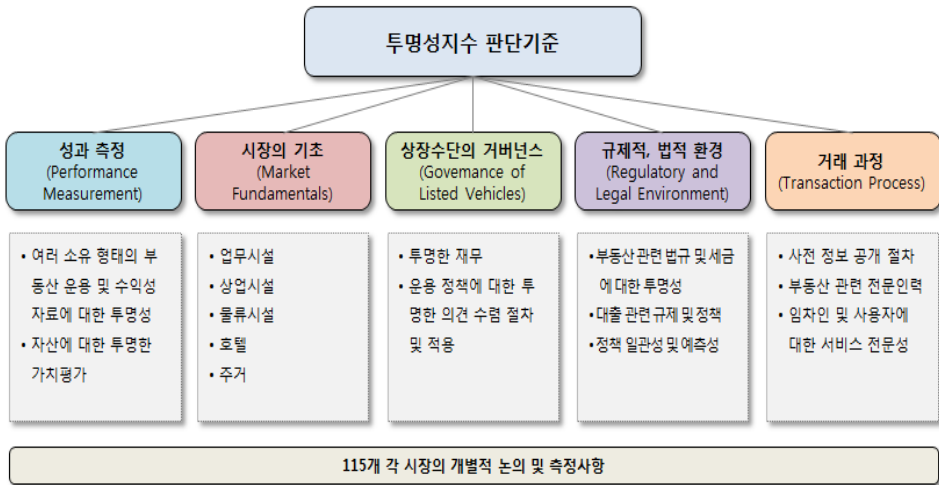 투명성지수 판단기준
성과 측정
(Performance
Measurement)
시장의 기초
(Market
Fundamentals)
상장수단의 거버넌스
(Govemance of
Listed Vehicles)
규제적, 법적 환경
(Regulatory and
Legal Environment)
거래 과정
(Transaction Process)
• 여러 소유 형태의 부
동산 운용 및 수익성
자료에 대한 투명성
• 자산에 대한 투명한
가치평가
• 업무시설
• 상업시설
• 물류시설
• 호텔
• 주거
• 투명한 재무
• 운용 정책에 대한 투
명한 의견 수렴 절차
및 적용
• 부동산 관련 법규 및 세금
에 대한 투명성
• 대출 관련 규제 및 정책
• 정책 일관성 및 예측성
• 사전 정보 공개 절차
• 부동산 관련 전문인력
• 임차인 및 사용자에
대한 서비스 전문성
115개 각 시장의 개별적 논의 및 측정사항